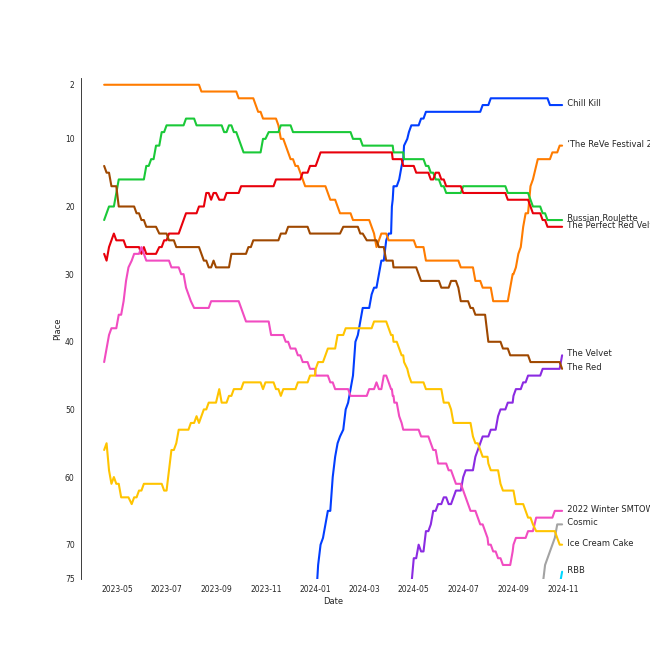 2
10
20
30
40
50
60
70
75
Place
2023-05
2023-07
2023-09
2023-11
2024-01
2024-03
2024-05
2024-07
2024-09
2024-11
Date
Chill Kill
'The ReVe Festival 2
Russian Roulette
The Perfect Red Vel
The Velvet
The Red
2022 Winter SMTOW
Cosmic
Ice Cream Cake
RBB